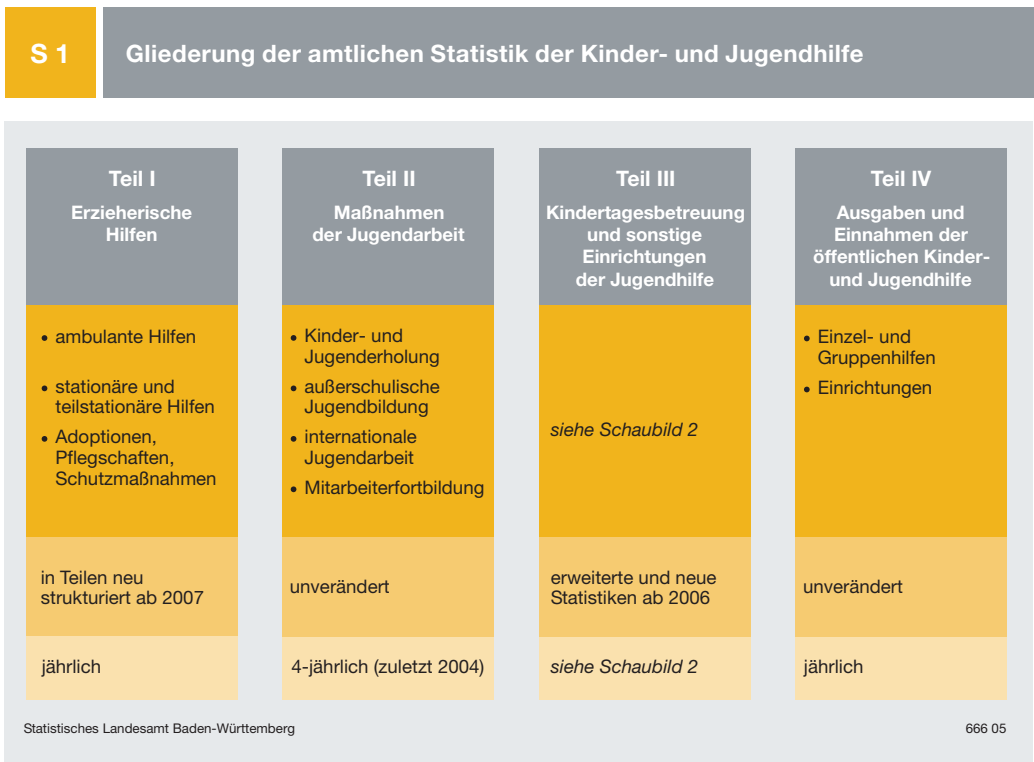 S 1
Gliederung der amtlichen Statistik der Kinder- und Jugendhilfe
Teil I
Erzieherische
Hilfen
• ambulante Hilfen
• stationäre und
teilstationäre Hilfen
• Adoptionen,
Pflegschaften,
Schutzmaßnahmen
in Teilen neu
strukturiert ab 2007
jährlich
Teil II
Maßnahmen
der Jugendarbeit
• Kinder- und
Jugenderholung
• außerschulische
Jugendbildung
• internationale
Jugendarbeit
• Mitarbeiterfortbildung
unverändert
4-jährlich (zuletzt 2004)
Teil III
Kindertagesbetreuung
und sonstige
Einrichtungen
der Jugendhilfe
siehe Schaubild 2
erweiterte und neue
Statistiken ab 2006
siehe Schaubild 2
Teil IV
Ausgaben und
Einnahmen der
öffentlichen Kinder-
und Jugendhilfe
• Einzel- und
Gruppenhilfen
• Einrichtungen
unverändert
jährlich
Statistisches Landesamt Baden-Württemberg
666 05